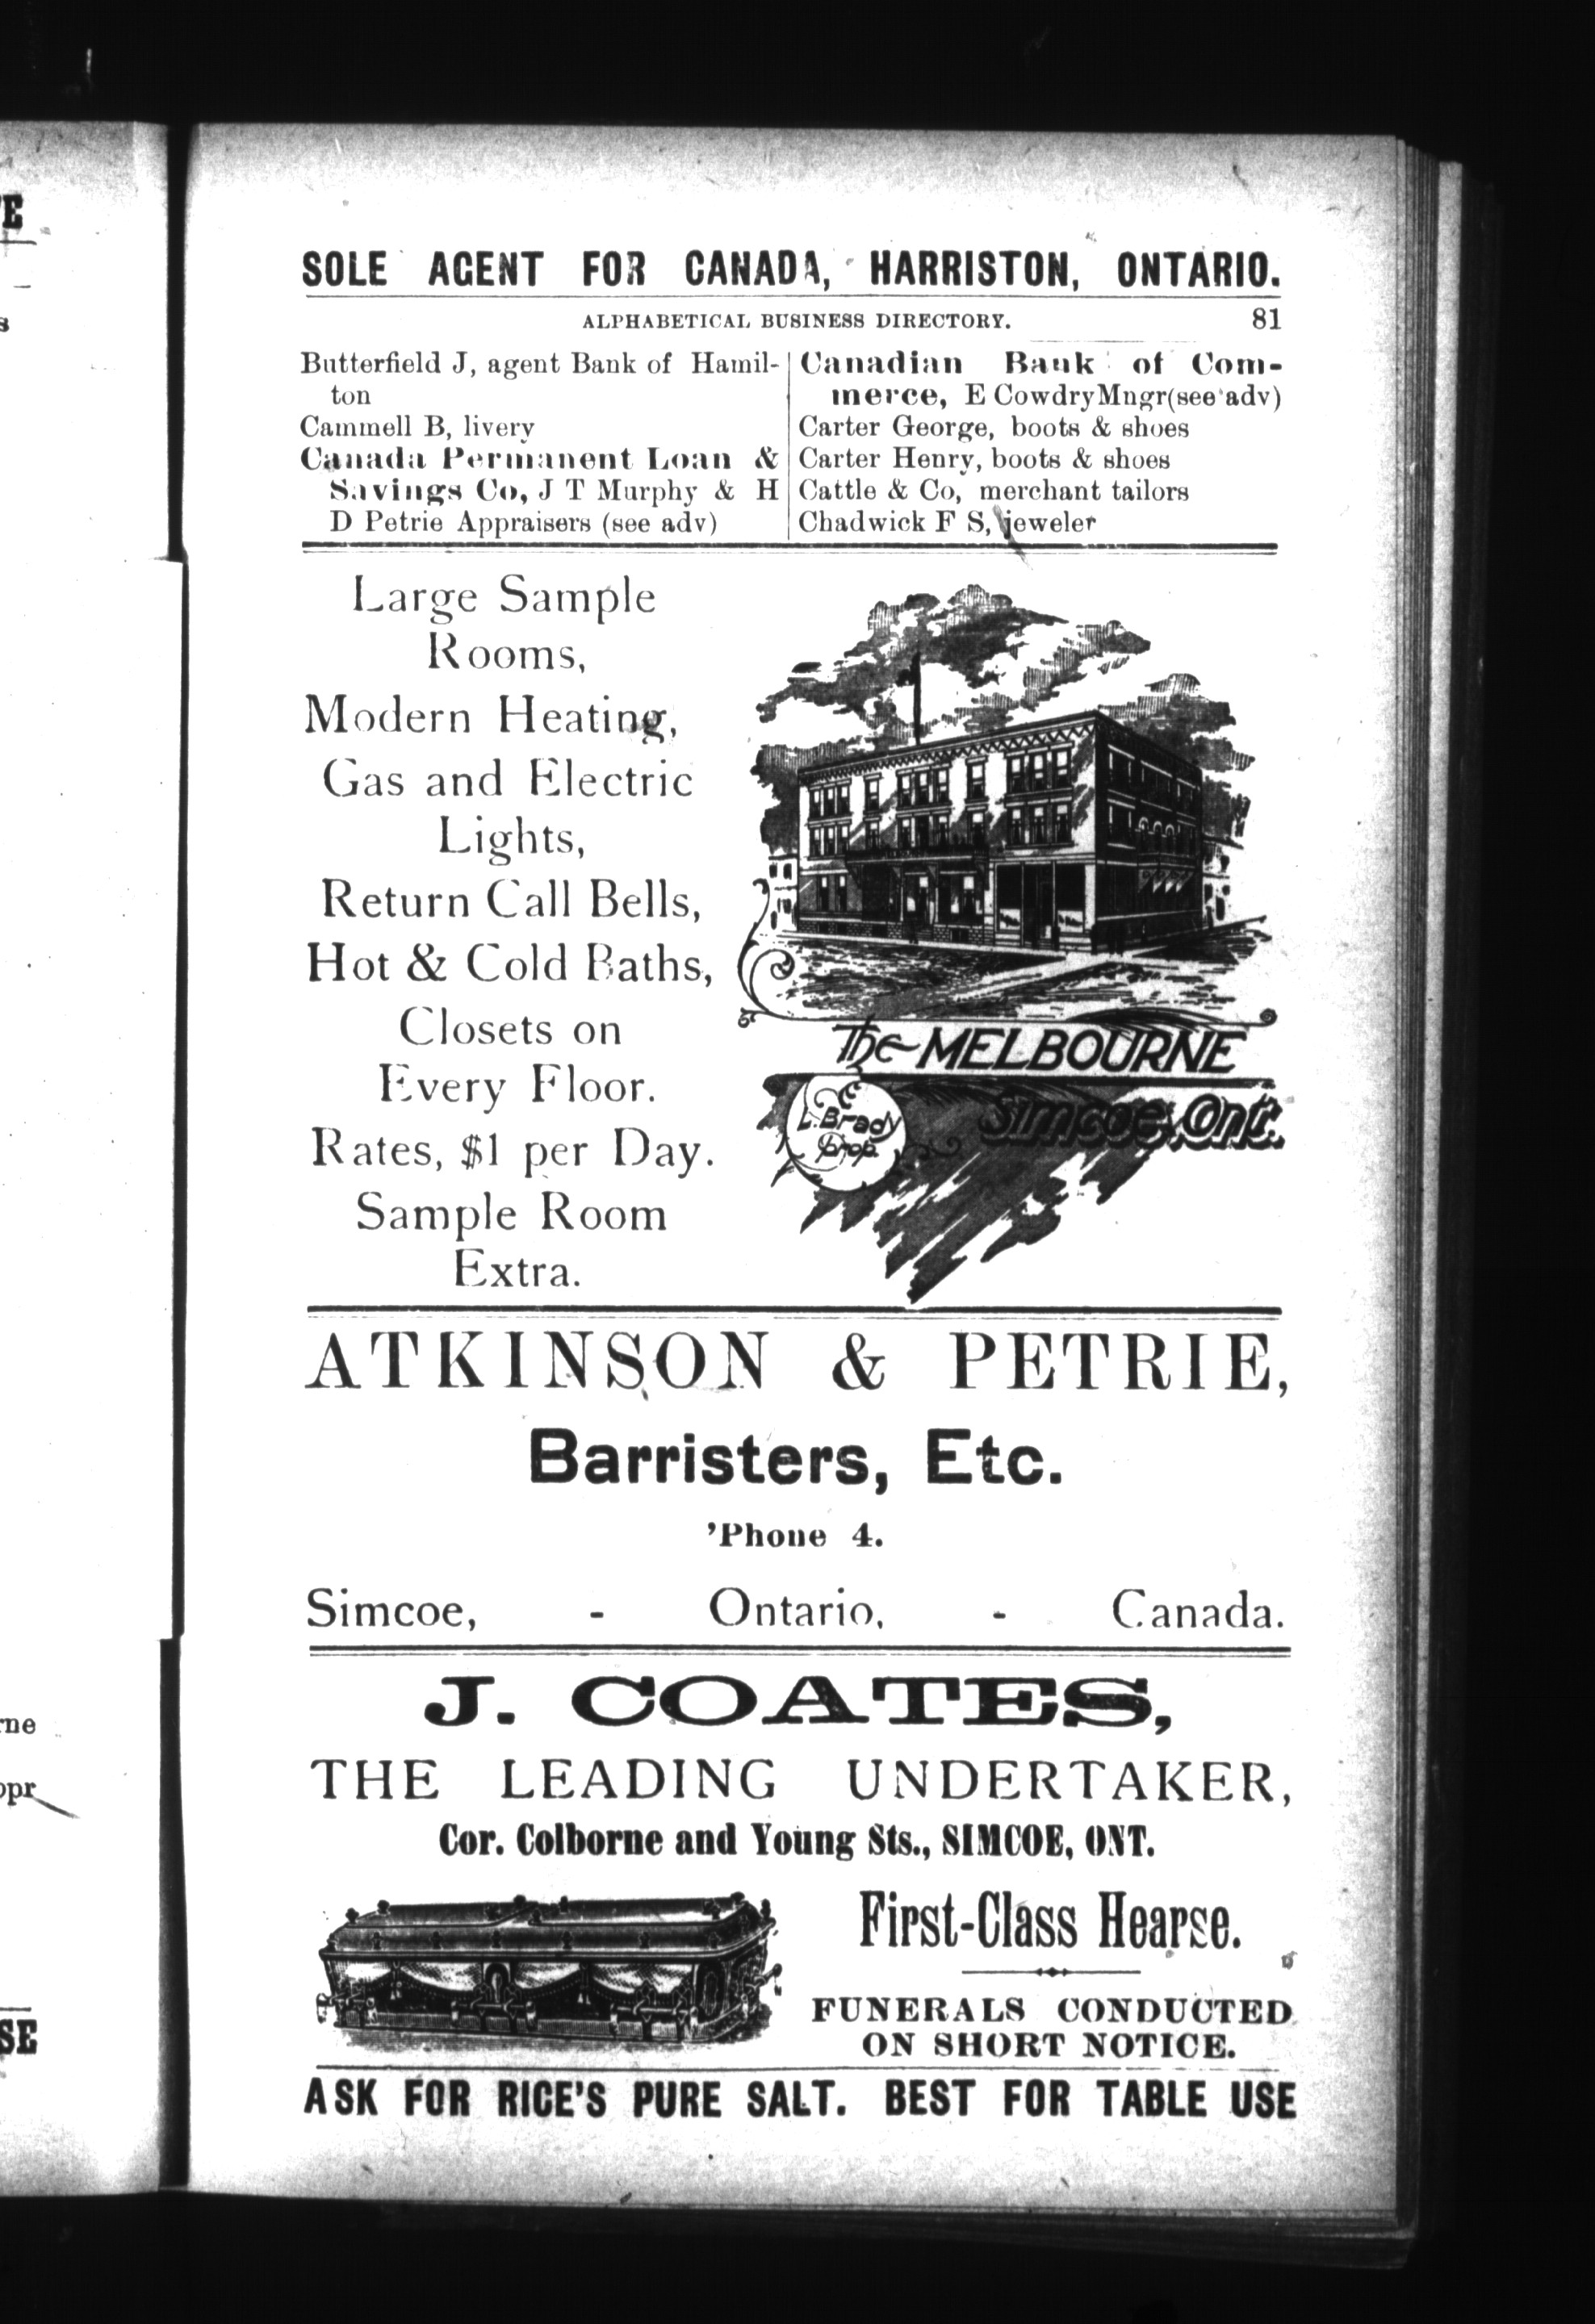 SOLE AGENT FOR CANADA, HARRISTON, ONTARIO.
ALPHABETICAL BUSINESS DIRECTORY. 81
Butterfield J, agent Bank of Hamil-
ton
Cammell B, livery
Canada Permanent Loan &
Savings Co, J T Murphy & H
D Petrie Appraisers (see adv)
Canadian Bank of Com-
merce, E Cowdry Mngr (see adv)
Carter George, boots & shoes
Carter Henry, boots & shoes
Cattle & Co, merchant tailors
Chadwick F S, jeweler
Large Sample
Rooms,
Modern Heating,
Gas and Electric
Lights,
Return Call Bells,
Hot & Cold Baths,
Closets on
Every Floor.
Rates, $1 per Day.
Sample Room
Extra.
The MELBOURNE
Simcoe, Ont.
L. Brady
Prop.
ATKINSON & PETRIE,
Barristers, Etc.
'Phone 4.
Simcoe, - Ontario, - Canada.
J. COATES,
THE LEADING UNDERTAKER,
Cor. Colborne and Young Sts., SIMCOE, ONT.
First-Class Hearse.
FUNERALS CONDUCTED
ON SHORT NOTICE.
ASK FOR RICE'S PURE SALT. BEST FOR TABLE USE